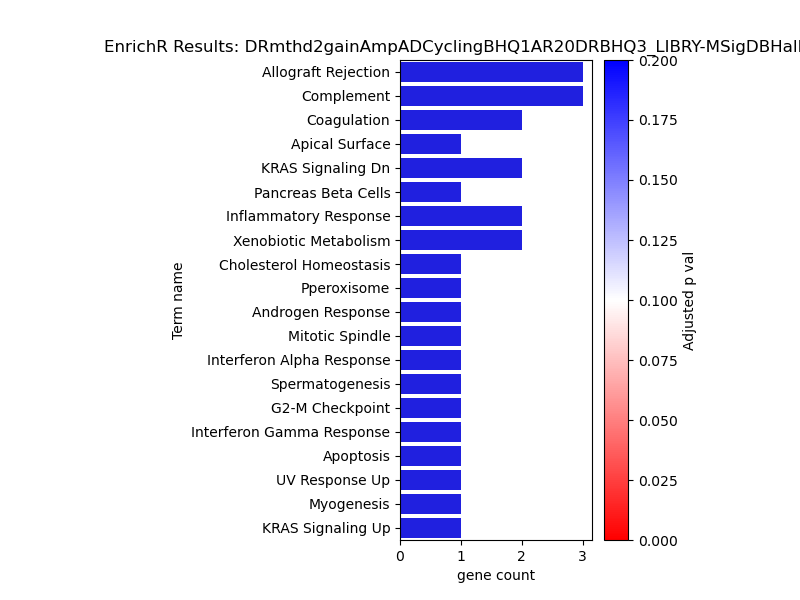 EnrichR Results: DRmthd2gainAmpADCyclingBHQ1AR20DRBHQ3_LIBRY-MSigDBHall
Allograft Rejection
Complement
Coagulation
Apical Surface
KRAS Signaling Dn
Pancreas Beta Cells
Inflammatory Response
Xenobiotic Metabolism
Cholesterol Homeostasis
Pperoxisome
Androgen Response
Mitotic Spindle
Interferon Alpha Response
Spermatogenesis
G2-M Checkpoint
Interferon Gamma Response
Apoptosis
UV Response Up
Myogenesis
KRAS Signaling Up
Term name
0
1
2
3
gene count
0.200
0.175
0.150
0.125
0.100
0.075
0.050
0.025
0.000
Adjusted p val